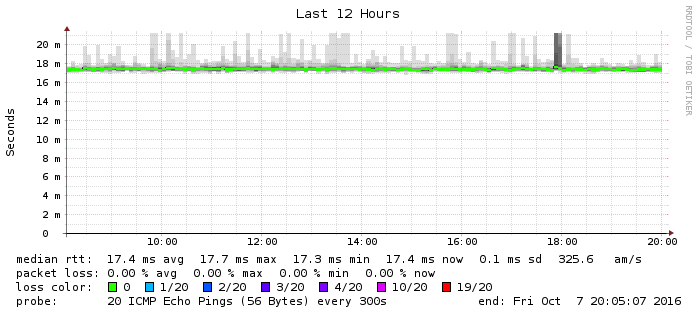 Last 12 Hours
RRDTOOL / TOBI OETIKER
Seconds
20 m
18 m
16 m
14 m
12 m
10 m
8 m
6 m
4 m
2 m
0
10:00 12:00 14:00 16:00 18:00 20:00
median rtt: 17.4 ms avg 17.7 ms max 17.3 ms min 17.4 ms now 0.1 ms sd 325.6 am/s
packet loss: 0.00 % avg 0.00 % max 0.00 % min 0.00 % now
loss color: 0 1/20 2/20 3/20 4/20 10/20 19/20
probe: 20 ICMP Echo Pings (56 Bytes) every 300s end: Fri Oct 7 20:05:07 2016